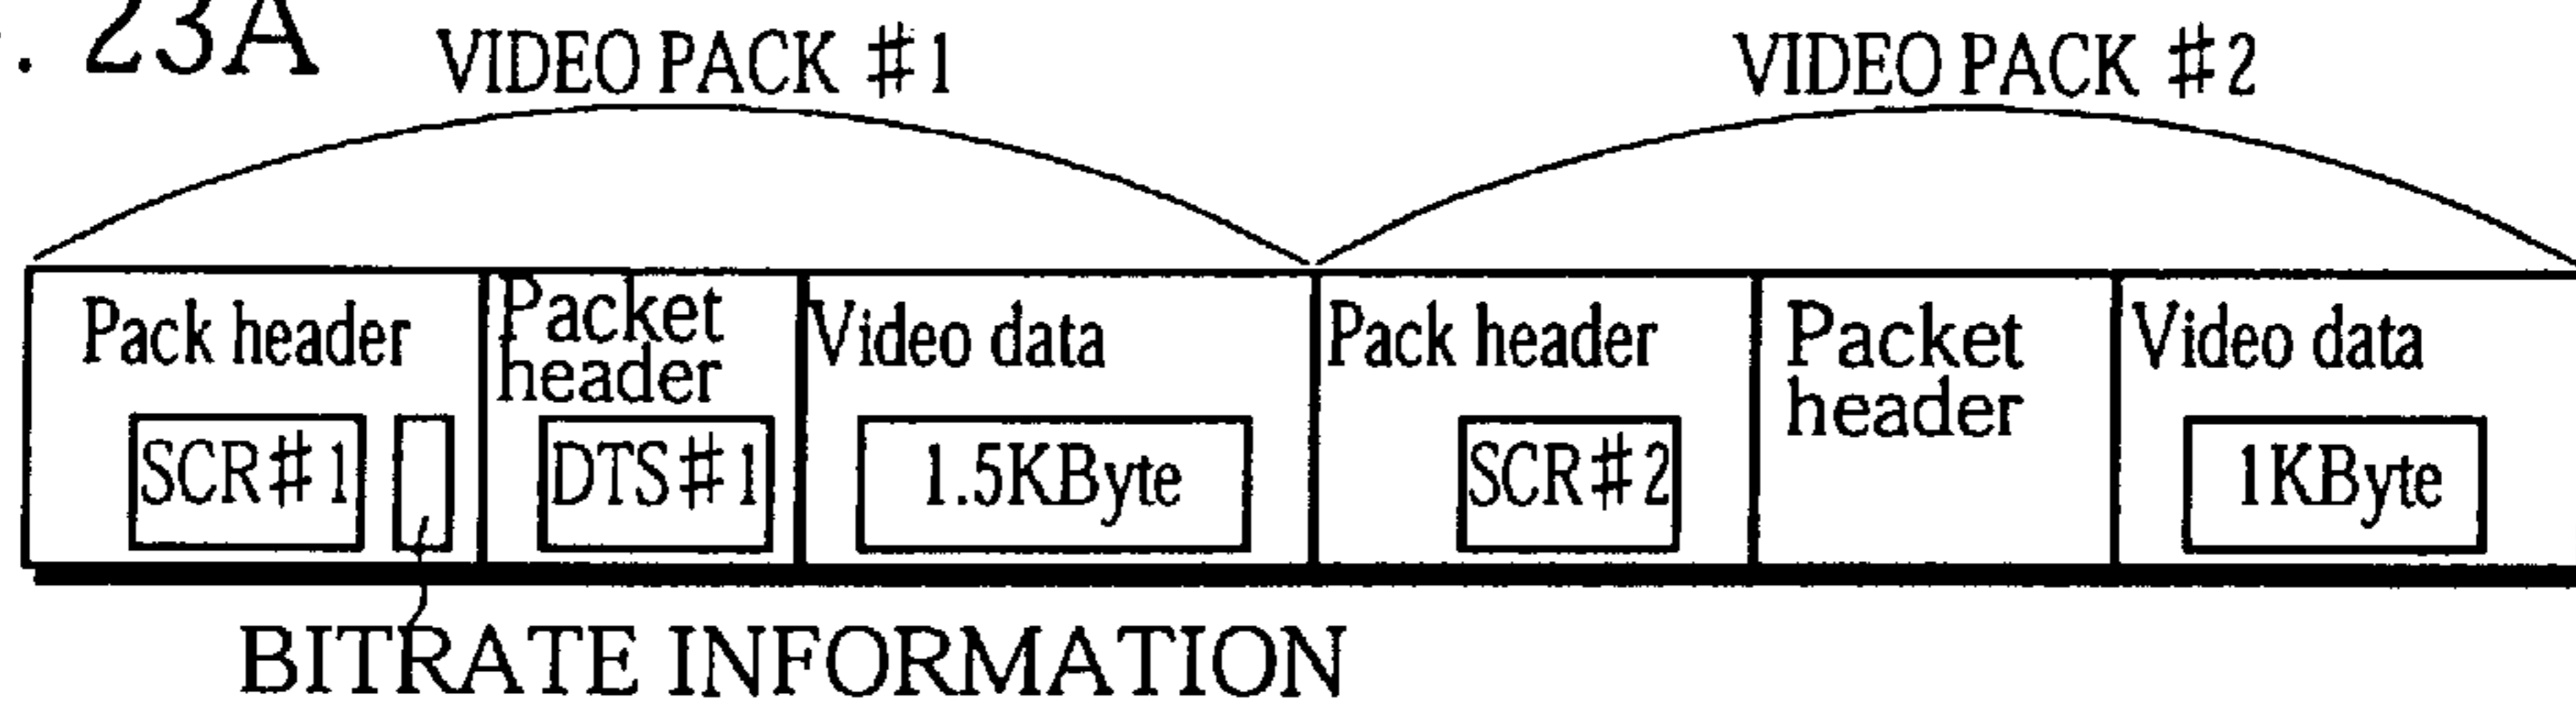 . 23A
VIDEO PACK #1
VIDEO PACK #2
Pack header
Packet
header
Video data
Pack header
Packet
header
Video data
SCR#1
DTS#1
1.5KByte
SCR#2
1KByte
BITRATE INFORMATION